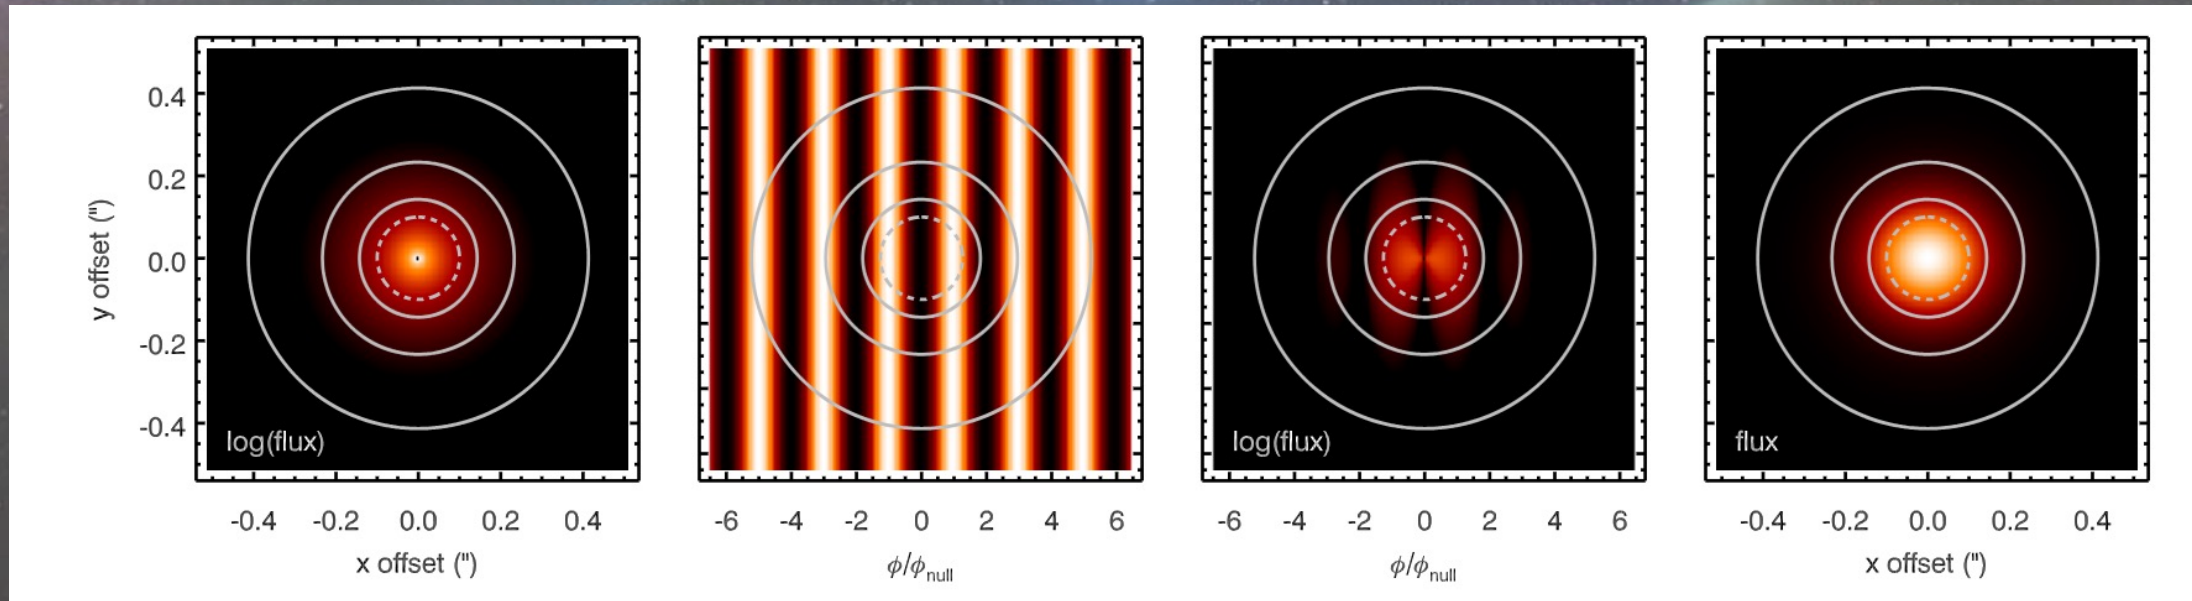 0.4
0.2
0.0
-0.2
-0.4
y offset (")
log(flux)
-0.4 -0.2 0.0 0.2 0.4
x offset (")
-6 -4 -2 0 2 4 6
ϕ/ϕnull
log(flux)
-6 -4 -2 0 2 4 6
ϕ/ϕnull
flux
-0.4 -0.2 0.0 0.2 0.4
x offset (")